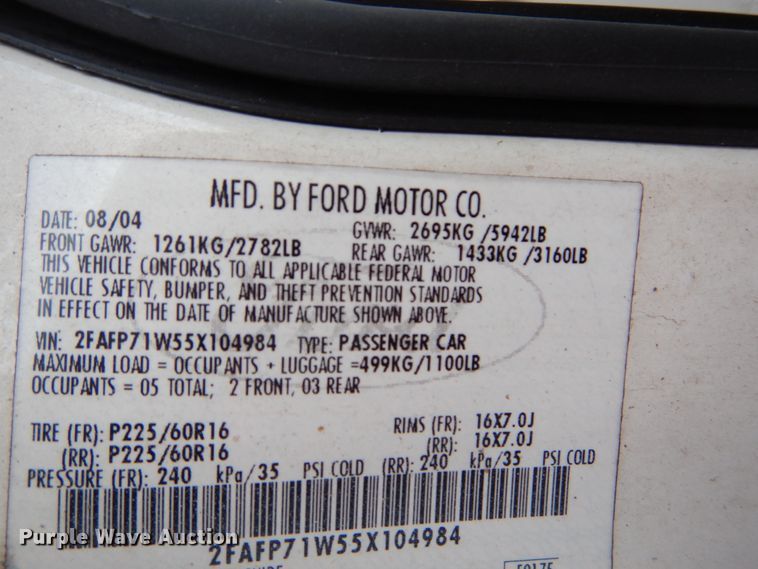 MFD. BY FORD MOTOR CO.
DATE: 08/04 GVWR: 2695KG /5942LB
FRONT GAWR: 1261KG/2782LB REAR GAWR: 1433KG /3160LB
THIS VEHICLE CONFORMS TO ALL APPLICABLE FEDERAL MOTOR
VEHICLE SAFETY, BUMPER, AND THEFT PREVENTION STANDARDS
IN EFFECT ON THE DATE OF MANUFACTURE SHOWN ABOVE.
VIN: 2FAFP71W55X104984 TYPE: PASSENGER CAR
MAXIMUM LOAD = OCCUPANTS + LUGGAGE =499KG/1100LB
OCCUPANTS = 05 TOTAL; 2 FRONT, 03 REAR
TIRE (FR): P225/60R16 RIMS (FR): 16X7.0J
(RR): P225/60R16 (RR): 16X7.0J
PRESSURE (FR): 240 kPa/35 PSI COLD (RR): 240 kPa/35 PSI COLD
2FAFP71W55X104984
Purple Wave Auction